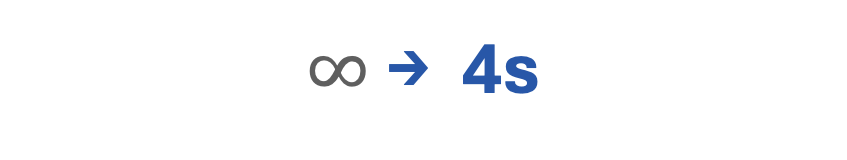 ∞ → 4s